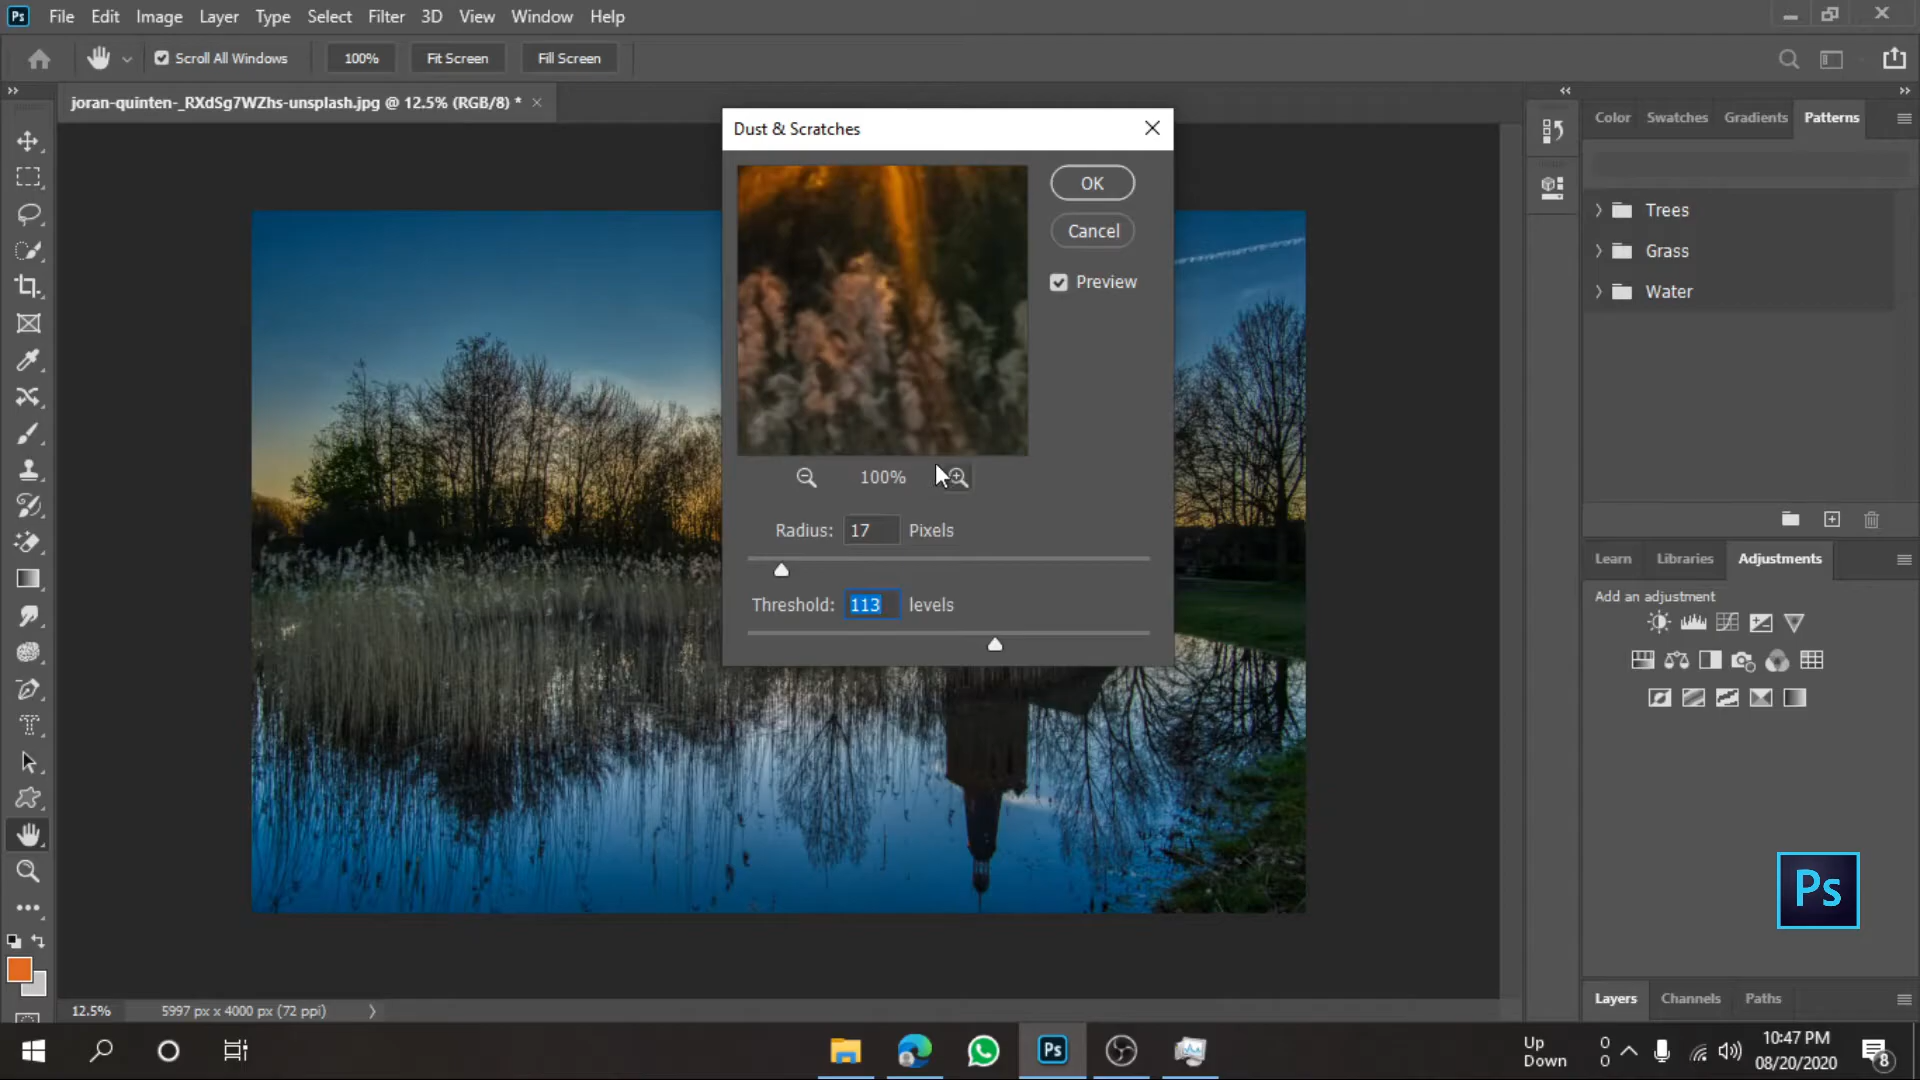 Ps File Edit Image Layer Type Select Filter 3D View Window Help
Scroll All Windows 100% Fit Screen Fill Screen
joran-quinten-_RXdSg7WZhs-unsplash.jpg @ 12.5% (RGB/8) *
Dust & Scratches
OK
Cancel
Preview
100%
Radius: 17 Pixels
Threshold: 113 levels
Color Swatches Gradients Patterns
Trees
Grass
Water
Learn Libraries Adjustments
Add an adjustment
Ps
Layers Channels Paths
12.5% 5997 px x 4000 px (72 ppi)
Ps
Up 0
Down 0
10:47 PM
08/20/2020
8